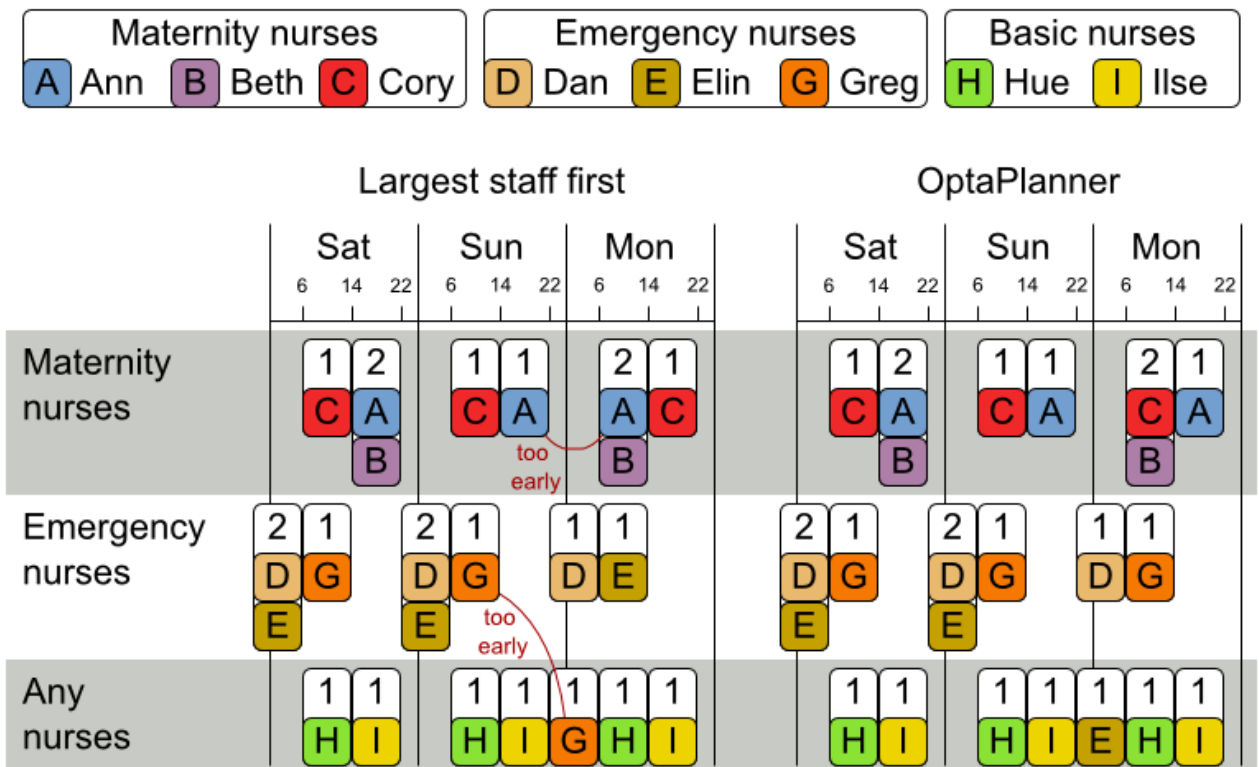 Maternity nurses Emergency nurses Basic nurses
A Ann B Beth C Cory D Dan E Elin G Greg H Hue I Ilse
Largest staff first OptaPlanner
Sat Sun Mon Sat Sun Mon
6 14 22 6 14 22 6 14 22 6 14 22 6 14 22 6 14 22
Maternity 1 2 1 1 2 1 1 2 1 1 2 1
nurses C A C A A C C A C A C A
B B B B
too
early
Emergency 2 1 2 1 1 1 2 1 2 1 1 1
nurses D G D G D E D G D G D G
E E E E
too
early
Any 1 1 1 1 1 1 1 1 1 1 1 1 1 1
nurses H I H I G H I H I H I E H I